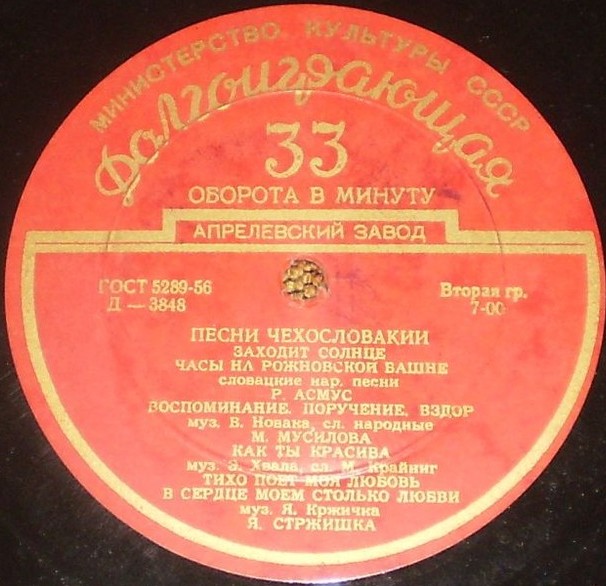 МИНИСТЕРСТВО КУЛЬТУРЫ СССР
Долгоиграющая
33
ОБОРОТА В МИНУТУ
АПРЕЛЕВСКИЙ ЗАВОД
ГОСТ 5289-56 Вторая гр.
Д — 3848 7-00
ПЕСНИ ЧЕХОСЛОВАКИИ
ЗАХОДИТ СОЛНЦЕ
ЧАСЫ НА РОЖНОВСКОЙ БАШНЕ
словацкие нар. песни
Р. АСМУС
ВОСПОМИНАНИЕ. ПОРУЧЕНИЕ. ВЗДОР
муз. В. Новака, сл. народные
М. МУСИЛОВА
КАК ТЫ КРАСИВА
муз. Э. Хвала, сл. М. Крайниг
ТИХО ПОЕТ МОЯ ЛЮБОВЬ
В СЕРДЦЕ МОЕМ СТОЛЬКО ЛЮБВИ
муз. Я. Кржичка
Я. СТРЖИШКА